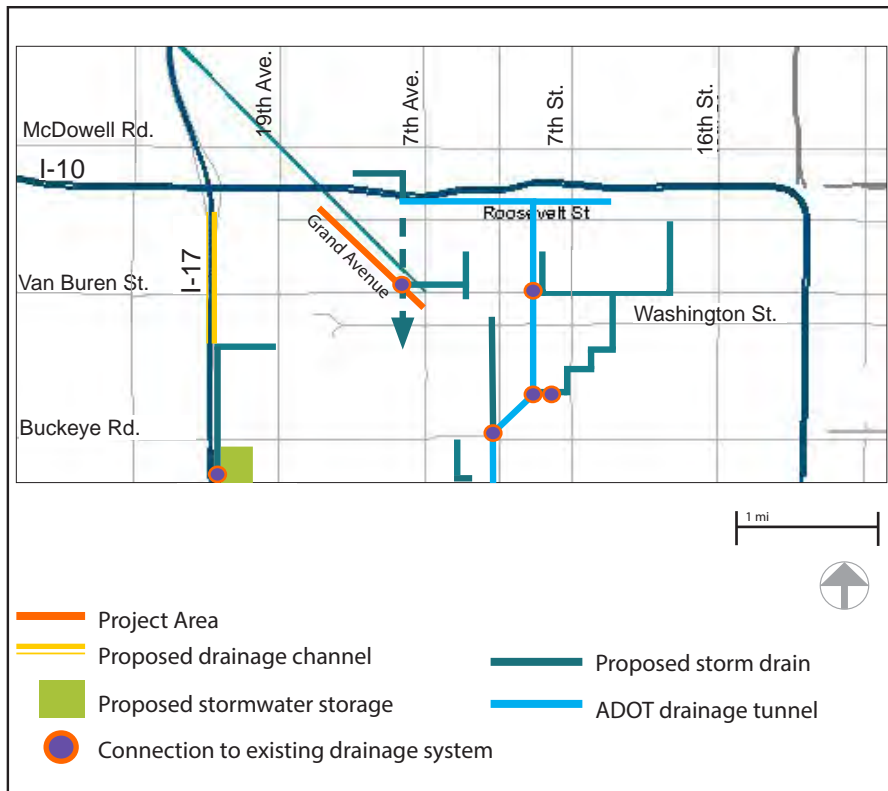 19th Ave.
7th Ave.
7th St.
16th St.
McDowell Rd.
I-10
Roosevelt St
Grand Avenue
I-17
Van Buren St.
Washington St.
Buckeye Rd.
1 mi
Project Area
Proposed drainage channel
Proposed stormwater storage
Connection to existing drainage system
Proposed storm drain
ADOT drainage tunnel